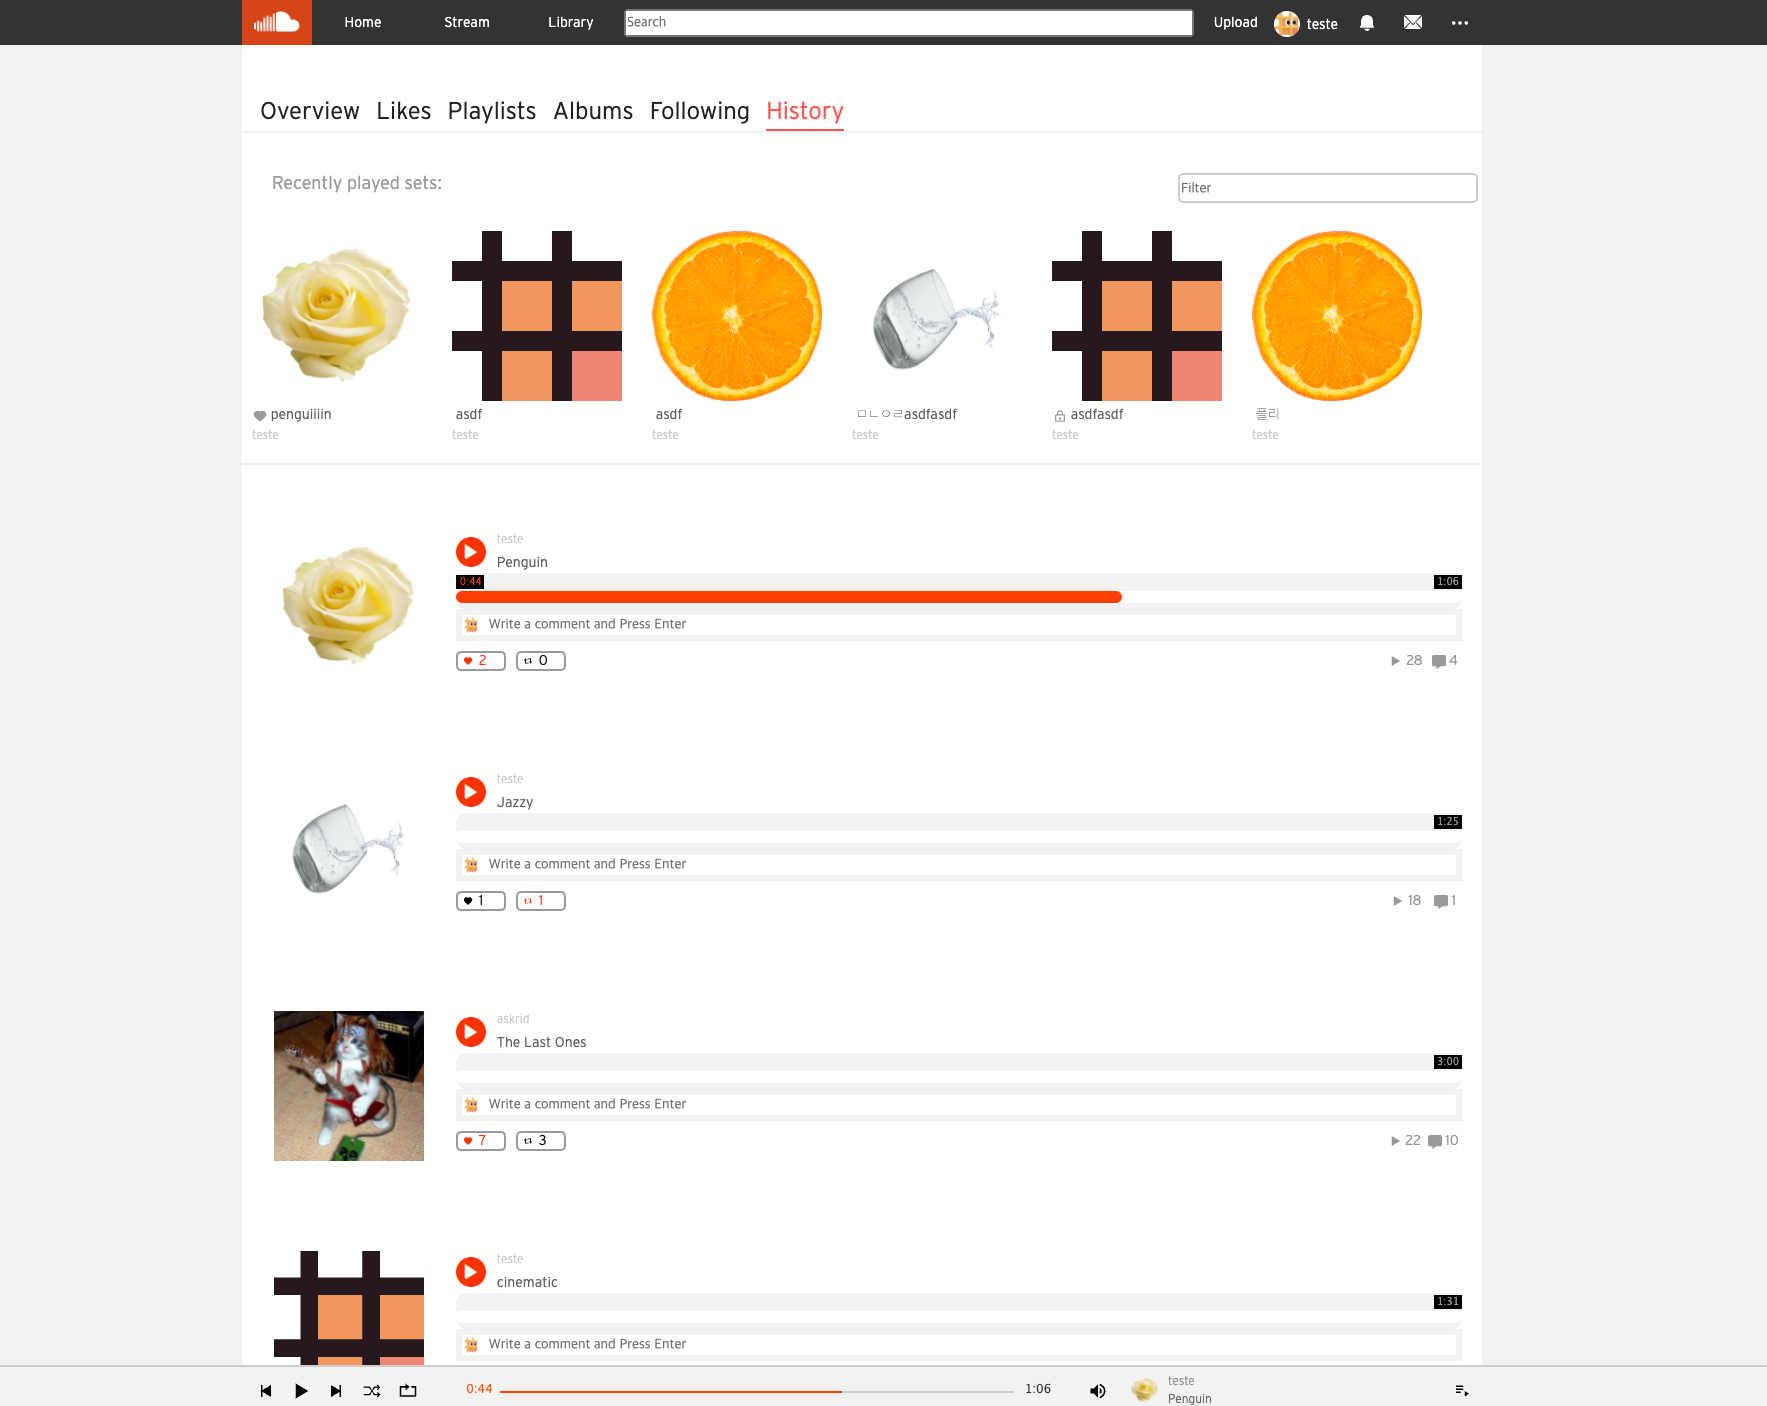 Home Stream Library Search Upload teste
Overview Likes Playlists Albums Following History
Recently played sets:
Filter
penguiiiin
teste
asdf
teste
asdf
teste
ㅁㄴㅇㄹasdfasdf
teste
asdfasdf
teste
플리
teste
teste
Penguin
0:44 1:06
Write a comment and Press Enter
2 0 28 4
teste
Jazzy
1:25
Write a comment and Press Enter
1 1 18 1
askrid
The Last Ones
3:00
Write a comment and Press Enter
7 3 22 10
teste
cinematic
1:31
Write a comment and Press Enter
0:44 1:06
teste
Penguin